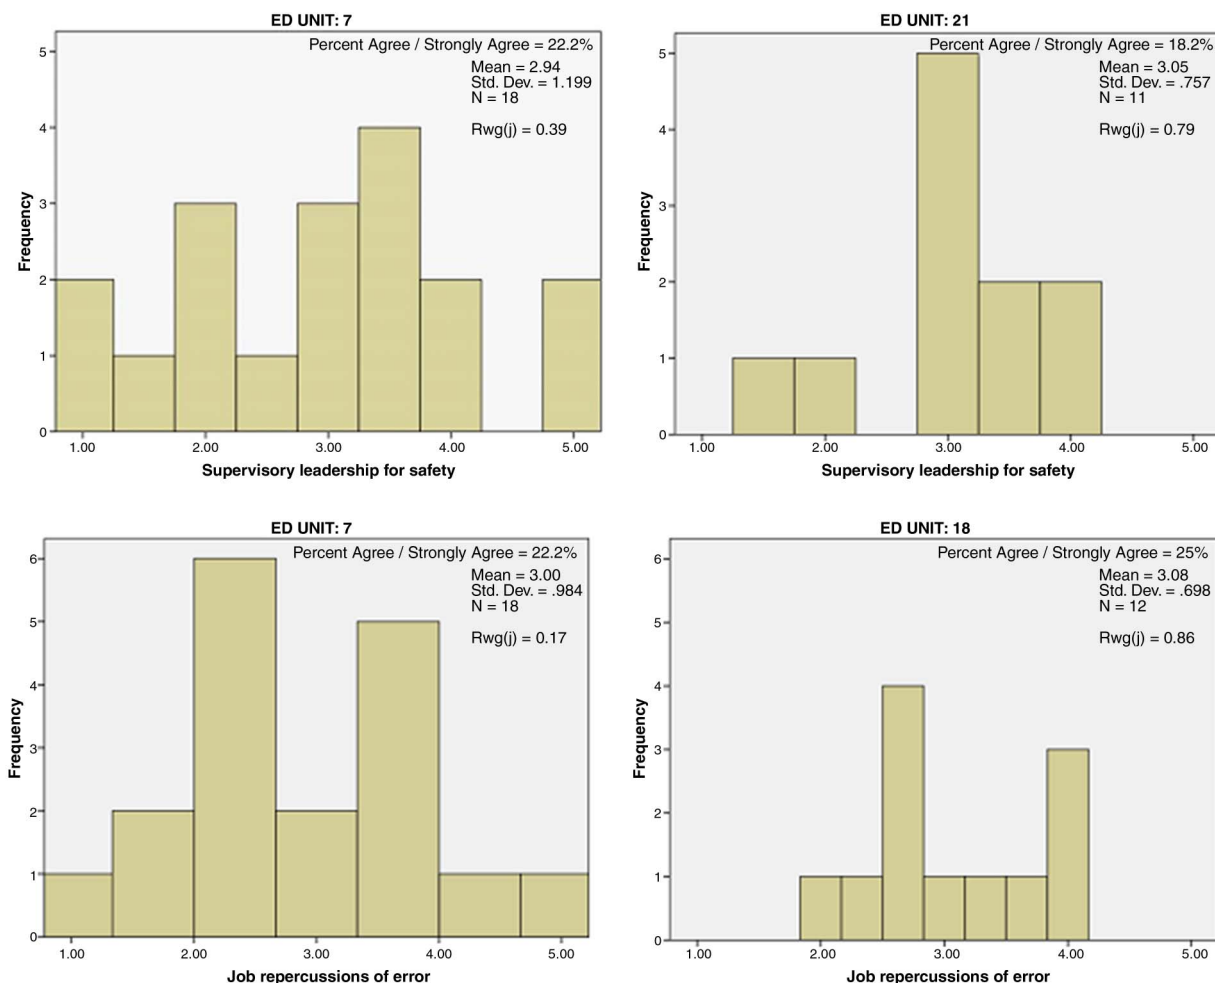 ED UNIT: 7
Percent Agree / Strongly Agree = 22.2%
Mean = 2.94
Std. Dev. = 1.199
N = 18
Rwg(j) = 0.39
5
4
3
2
1
0
Frequency
1.00 2.00 3.00 4.00 5.00
Supervisory leadership for safety
ED UNIT: 21
Percent Agree / Strongly Agree = 18.2%
Mean = 3.05
Std. Dev. = .757
N = 11
Rwg(j) = 0.79
5
4
3
2
1
0
Frequency
1.00 2.00 3.00 4.00 5.00
Supervisory leadership for safety
ED UNIT: 7
Percent Agree / Strongly Agree = 22.2%
Mean = 3.00
Std. Dev. = .984
N = 18
Rwg(j) = 0.17
6
5
4
3
2
1
0
Frequency
1.00 2.00 3.00 4.00 5.00
Job repercussions of error
ED UNIT: 18
Percent Agree / Strongly Agree = 25%
Mean = 3.08
Std. Dev. = .698
N = 12
Rwg(j) = 0.86
6
5
4
3
2
1
0
Frequency
1.00 2.00 3.00 4.00 5.00
Job repercussions of error